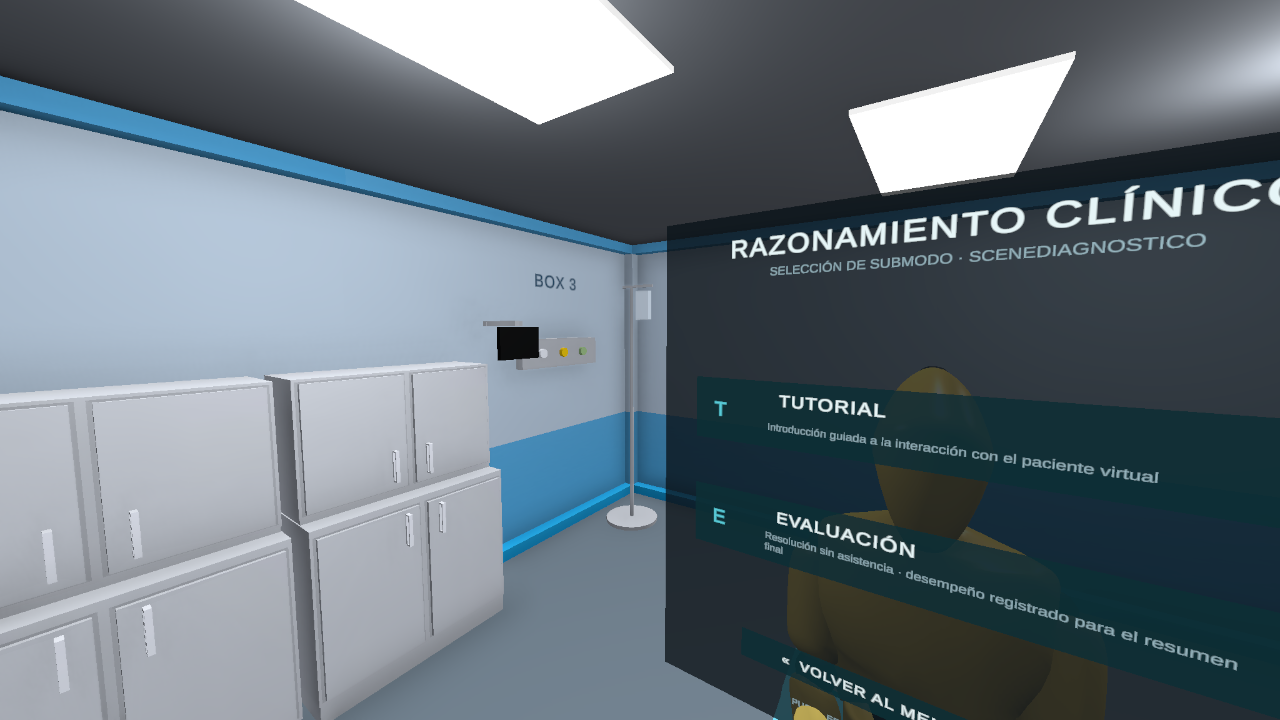 BOX 3
RAZONAMIENTO CLÍNICO
SELECCIÓN DE SUBMODO · SCENEDIAGNOSTICO
T
TUTORIAL
Introducción guiada a la interacción con el paciente virtual
E
EVALUACIÓN
Resolución sin asistencia · desempeño registrado para el resumen
final
« VOLVER AL